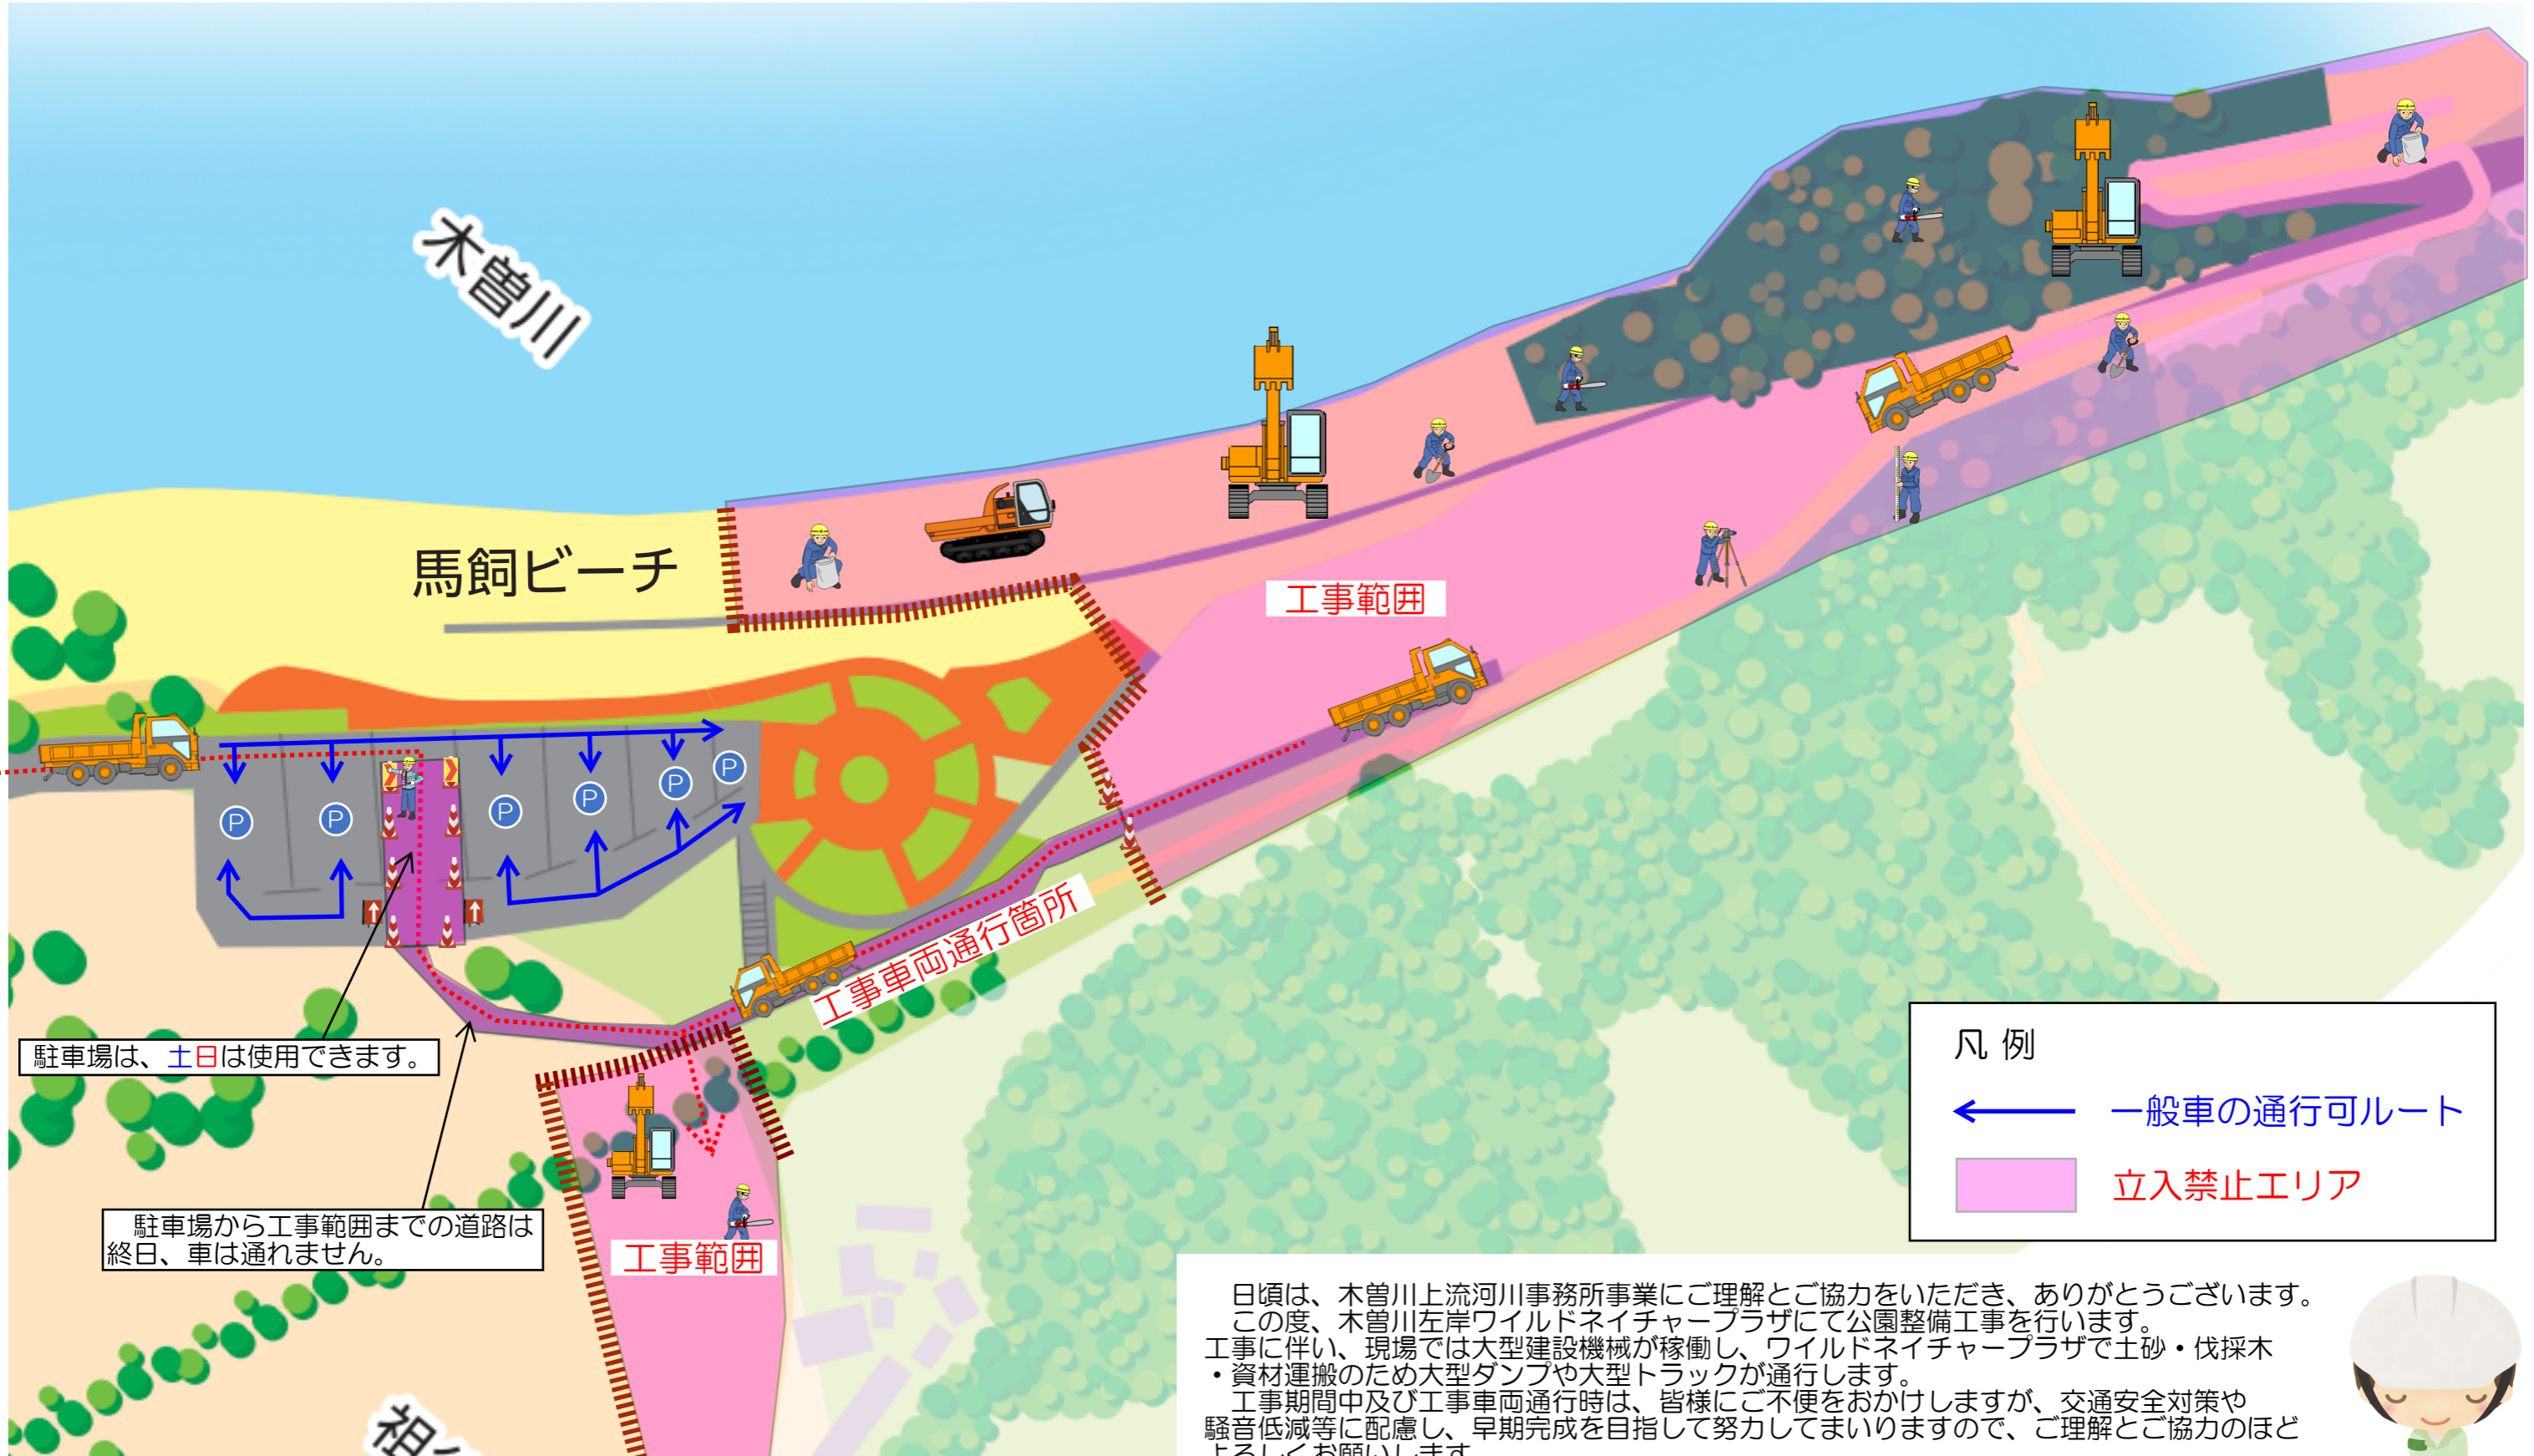 木曽川
馬飼ビーチ
工事範囲
P
P
P
P
P
P
工事車両通行箇所
駐車場は、土日は使用できます。
駐車場から工事範囲までの道路は
終日、車は通れません。
工事範囲
凡 例
一般車の通行可ルート
立入禁止エリア
日頃は、木曽川上流河川事務所事業にご理解とご協力をいただき、ありがとうございます。
この度、木曽川左岸ワイルドネイチャープラザにて公園整備工事を行います。
工事に伴い、現場では大型建設機械が稼働し、ワイルドネイチャープラザで土砂・伐採木
・資材運搬のため大型ダンプや大型トラックが通行します。
工事期間中及び工事車両通行時は、皆様にご不便をおかけしますが、交通安全対策や
騒音低減等に配慮し、早期完成を目指して努力してまいりますので、ご理解とご協力のほど
よろしくお願いします
祖